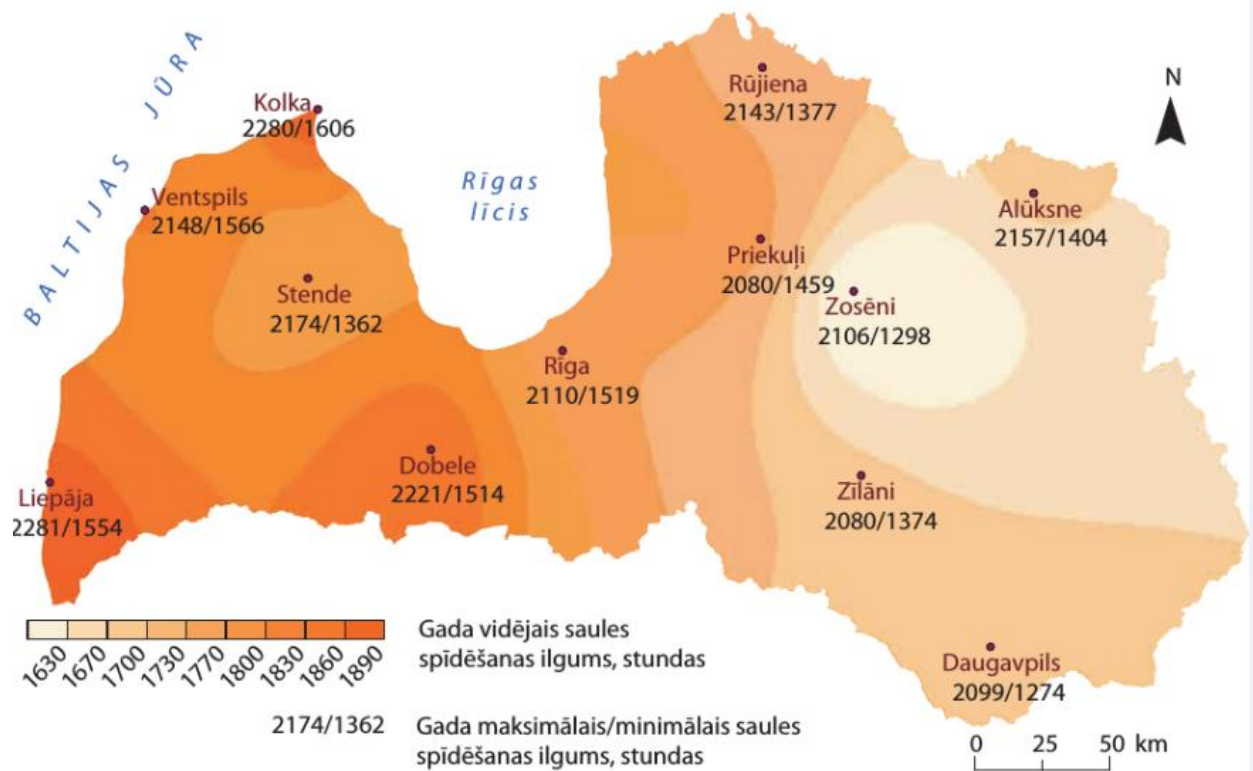 BALTIJAS JŪRA
Kolka
2280/1606
Rūjiena
2143/1377
N
Rīgas
līcis
Ventspils
2148/1566
Alūksne
2157/1404
Priekuļi
2080/1459
Stende
2174/1362
Zosēni
2106/1298
Rīga
2110/1519
Dobele
2221/1514
Liepāja
2281/1554
Zīlāni
2080/1374
Daugavpils
2099/1274
1630 1670 1700 1730 1770 1800 1830 1860 1890
Gada vidējais saules
spīdēšanas ilgums, stundas
2174/1362
Gada maksimālais/minimālais saules
spīdēšanas ilgums, stundas
0 25 50 km